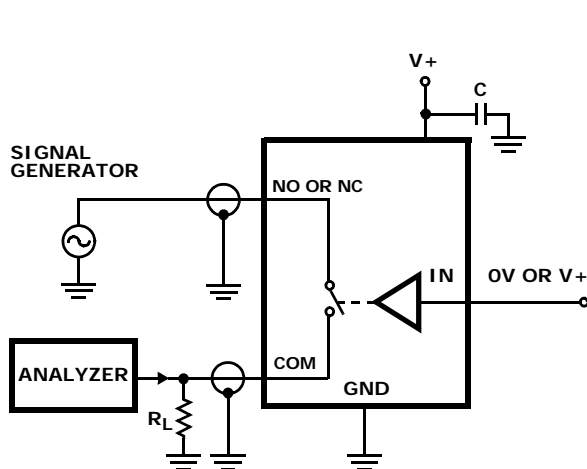 V+
C
SIGNAL
GENERATOR
NO OR NC
IN
0V OR V+
ANALYZER
COM
GND
RL